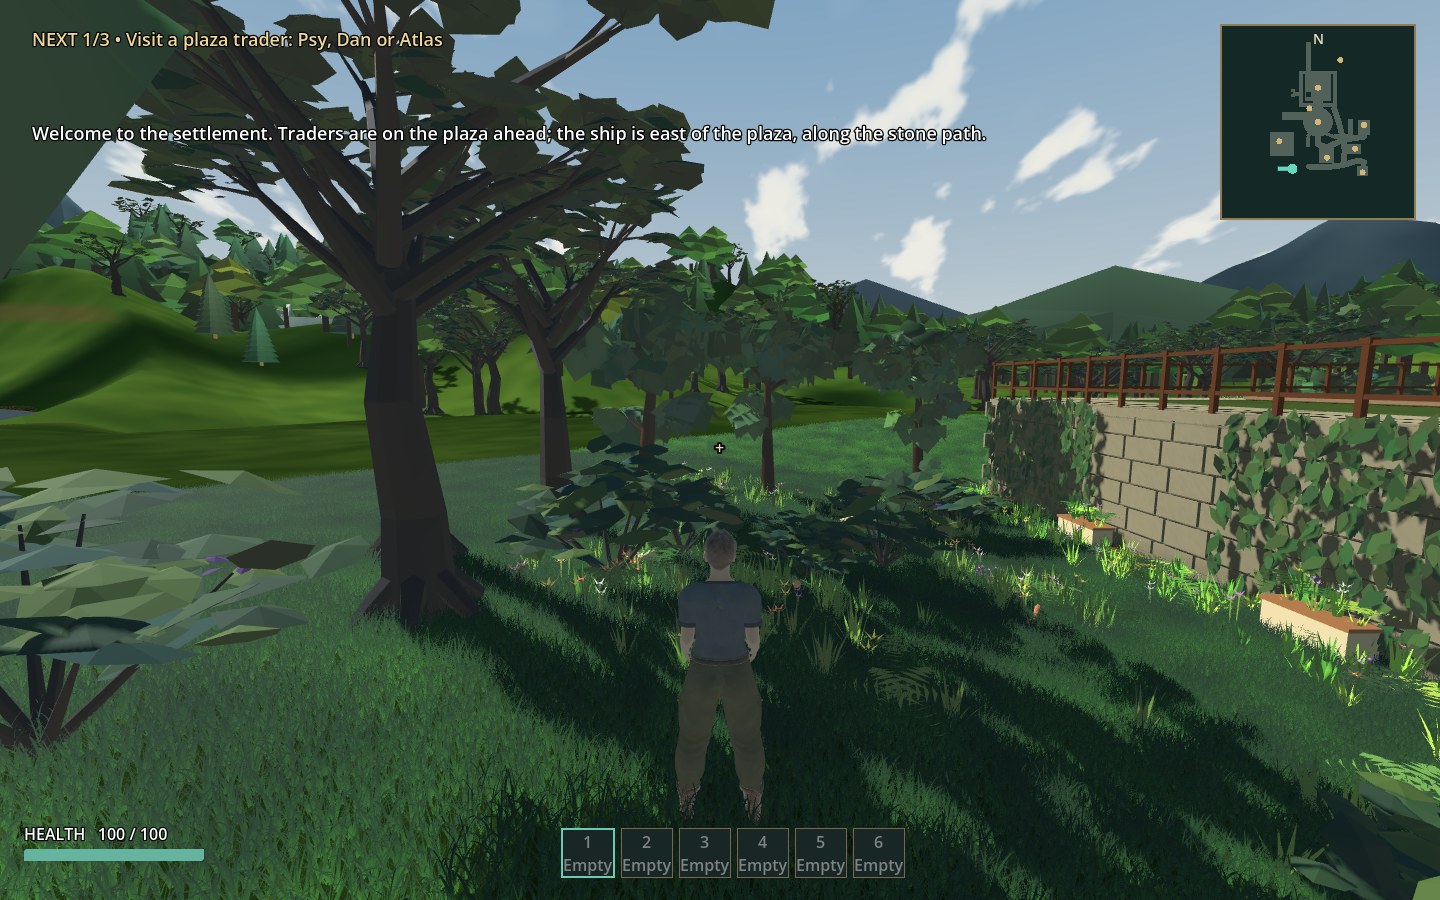 NEXT 1/3 • Visit a plaza trader: Psy, Dan or Atlas
N
Welcome to the settlement. Traders are on the plaza ahead; the ship is east of the plaza, along the stone path.
HEALTH 100 / 100
1 2 3 4 5 6
Empty Empty Empty Empty Empty Empty